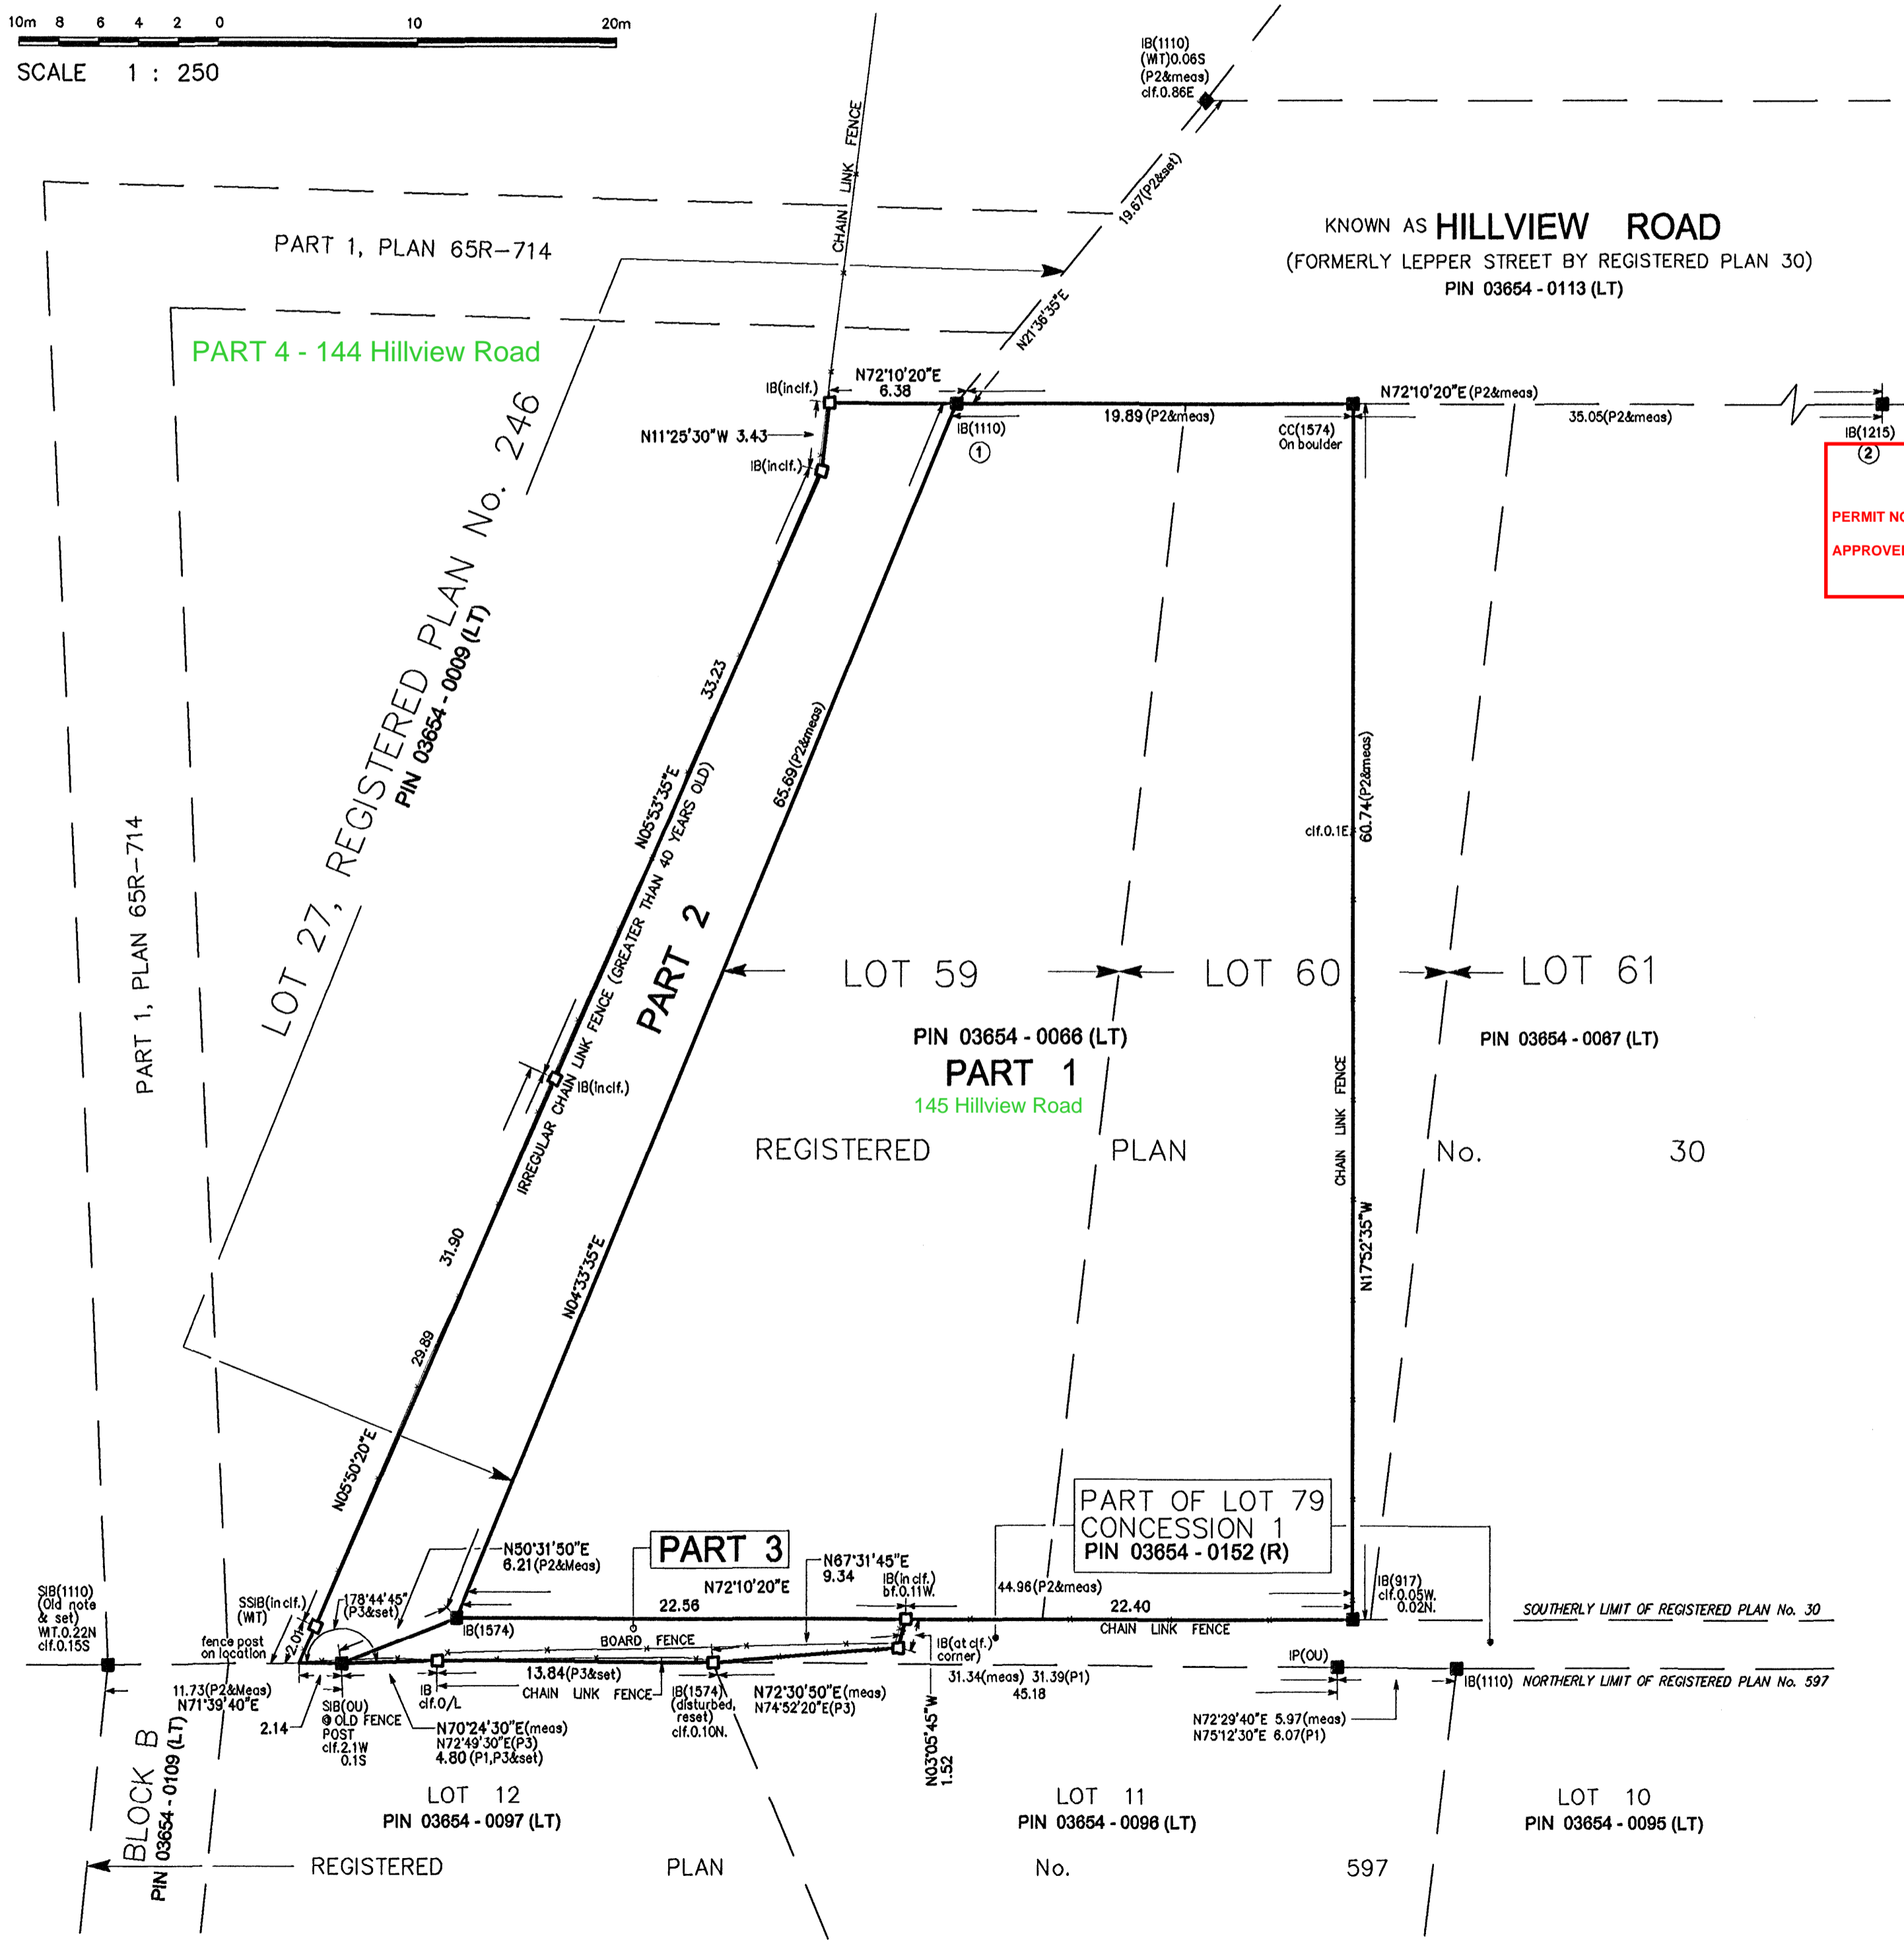 10m 8 6 4 2 0 10 20m
SCALE 1 : 250
IB(1110)
(WIT)0.06S
(P2&meas)
clf.0.86E
CHAIN LINK FENCE
19.67(P2&set)
PART 1, PLAN 65R-714
KNOWN AS HILLVIEW ROAD
(FORMERLY LEPPER STREET BY REGISTERED PLAN 30)
PIN 03654 - 0113 (LT)
N21°36'35"E
PART 4 - 144 Hillview Road
IB(inclf.)
N72°10'20"E
6.38
N72°10'20"E(P2&meas)
19.89 (P2&meas)
35.05(P2&meas)
N11°25'30"W 3.43
IB(inclf.)
IB(1110)
1
CC(1574)
On boulder
IB(1215)
2
PERMIT NO
APPROVED
LOT 27, REGISTERED PLAN No. 246
PIN 03654 - 0009 (LT)
33.23
65.69(P2&meas)
N05°53'35"E
60.74(P2&meas)
clf.0.1E
PART 1, PLAN 65R-714
IRREGULAR CHAIN LINK FENCE (GREATER THAN 40 YEARS OLD)
PART 2
LOT 59
LOT 60
LOT 61
PIN 03654 - 0066 (LT)
PIN 03654 - 0067 (LT)
PART 1
145 Hillview Road
IB(inclf.)
CHAIN LINK FENCE
REGISTERED PLAN No. 30
31.90
N04°33'35"E
N17°52'35"W
29.89
N05°50'20"E
PART OF LOT 79
CONCESSION 1
PIN 03654 - 0152 (R)
N50°31'50"E
6.21(P2&Meas)
PART 3
N67°31'45"E
9.34
N72°10'20"E
IB(in clf.)
bf.0.11W.
44.96(P2&meas)
IB(917)
clf.0.05W.
0.02N.
SIB(1110)
(Old note
& set)
WT.0.22N
clf.0.15S
SSIB(in clf.)
(WIT)
178°44'45"
(P3&set)
22.56
22.40
SOUTHERLY LIMIT OF REGISTERED PLAN No. 30
IB(1574)
BOARD FENCE
CHAIN LINK FENCE
fence post
on location
2.01
IB(at clf.)
corner)
IP(OU)
13.84(P3&set)
CHAIN LINK FENCE
31.34(meas) 31.39(P1)
45.18
IB(1110)
NORTHERLY LIMIT OF REGISTERED PLAN No. 597
11.73(P2&Meas)
N71°39'40"E
2.14
SIB(OU)
@ OLD FENCE
POST
clf.2.1W
0.1S
IB
clf.O/L
N70°24'30"E(meas)
N72°49'30"E(P3)
4.80 (P1,P3&set)
IB(1574)
(disturbed,
reset)
clf.0.10N.
N72°30'50"E(meas)
N74°52'20"E(P3)
N03°05'45"W
1.52
N72°29'40"E 5.97(meas)
N75°12'30"E 6.07(P1)
BLOCK B
PIN 03654 - 0109 (LT)
LOT 12
PIN 03654 - 0097 (LT)
LOT 11
PIN 03654 - 0096 (LT)
LOT 10
PIN 03654 - 0095 (LT)
REGISTERED PLAN No. 597